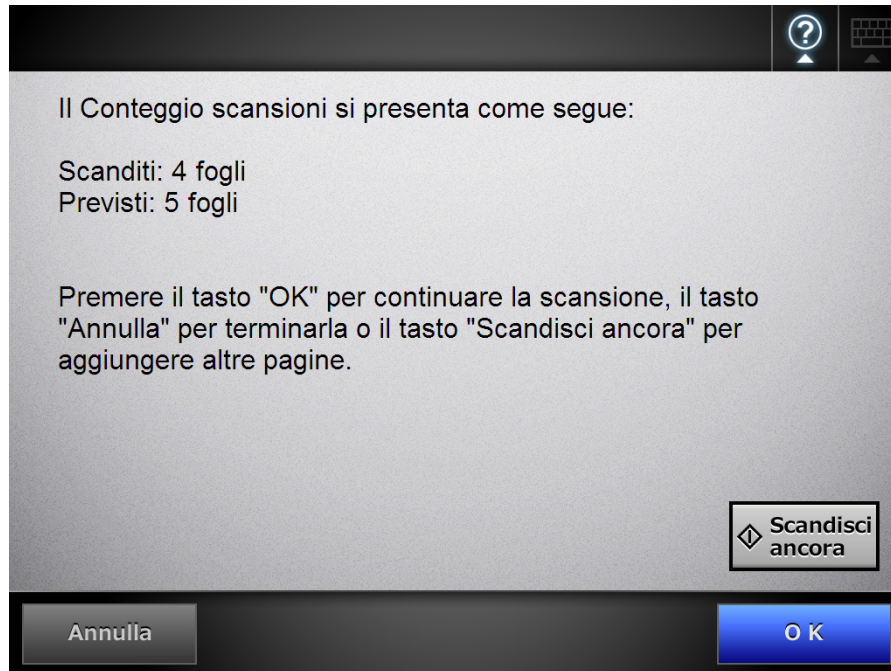 Il Conteggio scansioni si presenta come segue:
Scanditi: 4 fogli
Previsti: 5 fogli
Premere il tasto "OK" per continuare la scansione, il tasto
"Annulla" per terminarla o il tasto "Scandisci ancora" per
aggiungere altre pagine.
Scandisci
ancora
Annulla
O K